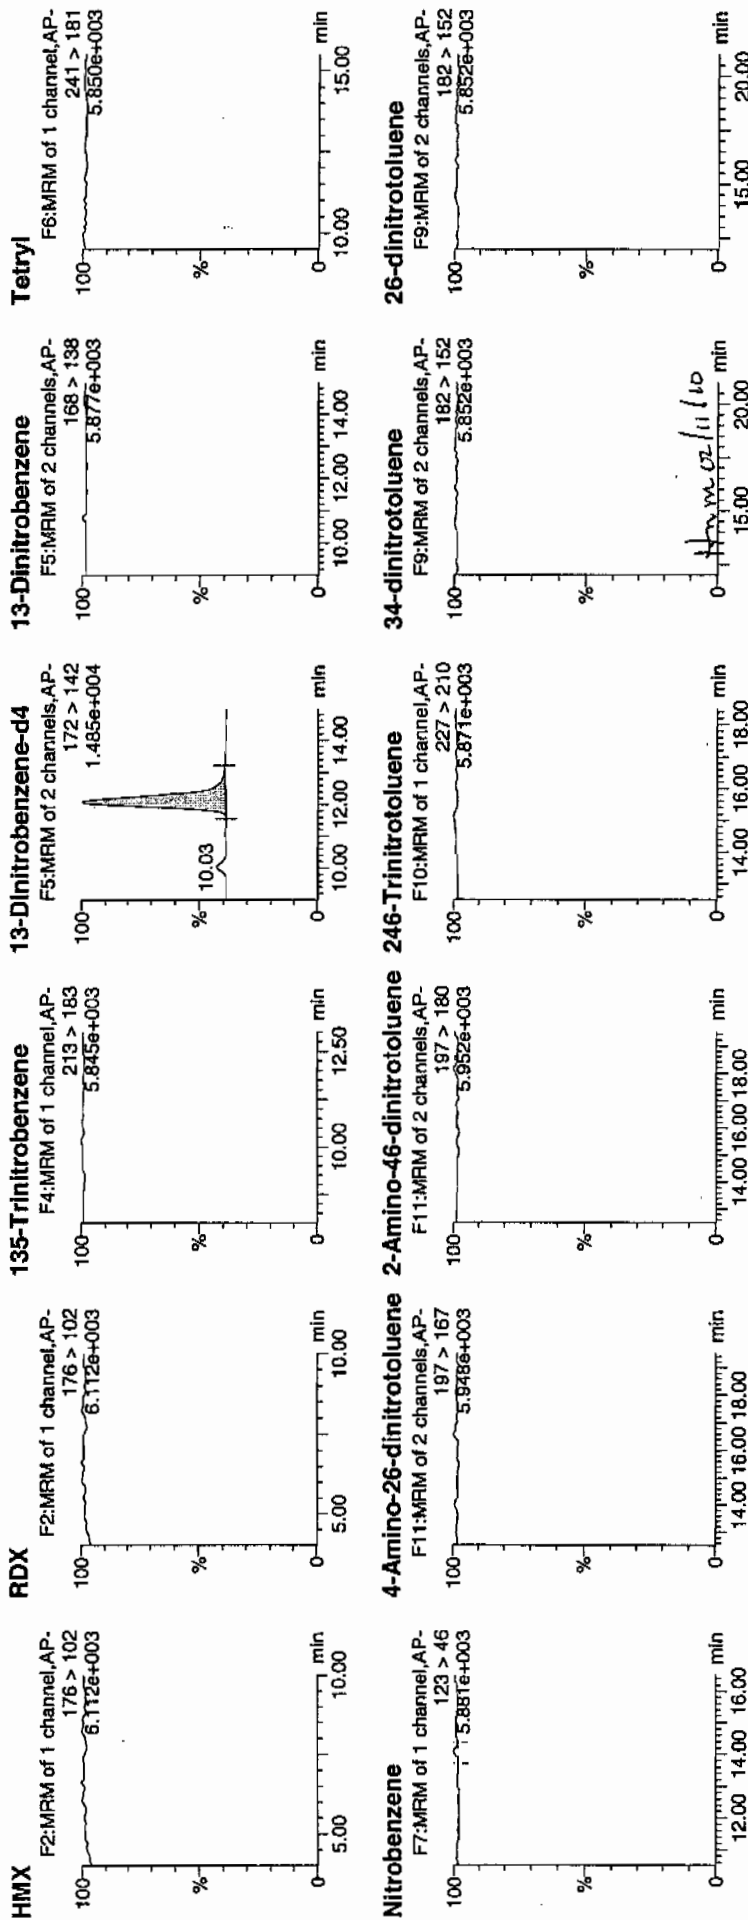 HMX
F2:MRM of 1 channel,AP-
176 > 102
6.112e+003
100
%
0
5.00 10.00 min
RDX
F2:MRM of 1 channel,AP-
176 > 102
6.112e+003
100
%
0
5.00 10.00 min
135-Trinitrobenzene
F4:MRM of 1 channel,AP-
213 > 183
5.845e+003
100
%
0
10.00 12.50 min
13-Dinitrobenzene-d4
F5:MRM of 2 channels,AP-
172 > 142
1.485e+004
100
10.03
%
0
10.00 12.00 14.00 min
13-Dinitrobenzene
F5:MRM of 2 channels,AP-
168 > 138
5.877e+003
100
%
0
10.00 12.00 14.00 min
Tetryl
F6:MRM of 1 channel,AP-
241 > 181
5.850e+003
100
%
0
10.00 15.00 min
Nitrobenzene
F7:MRM of 1 channel,AP-
123 > 46
5.881e+003
100
%
0
12.00 14.00 16.00 min
4-Amino-26-dinitrotoluene
F11:MRM of 2 channels,AP-
197 > 167
5.948e+003
100
%
0
14.00 16.00 18.00 min
2-Amino-46-dinitrotoluene
F11:MRM of 2 channels,AP-
197 > 180
5.952e+003
100
%
0
14.00 16.00 18.00 min
246-Trinitrotoluene
F10:MRM of 1 channel,AP-
227 > 210
5.871e+003
100
%
0
14.00 16.00 18.00 min
34-dinitrotoluene
F9:MRM of 2 channels,AP-
182 > 152
5.852e+003
100
%
02/11/10
0
15.00 20.00 min
26-dinitrotoluene
F9:MRM of 2 channels,AP-
182 > 152
5.852e+003
100
%
0
15.00 20.00 min